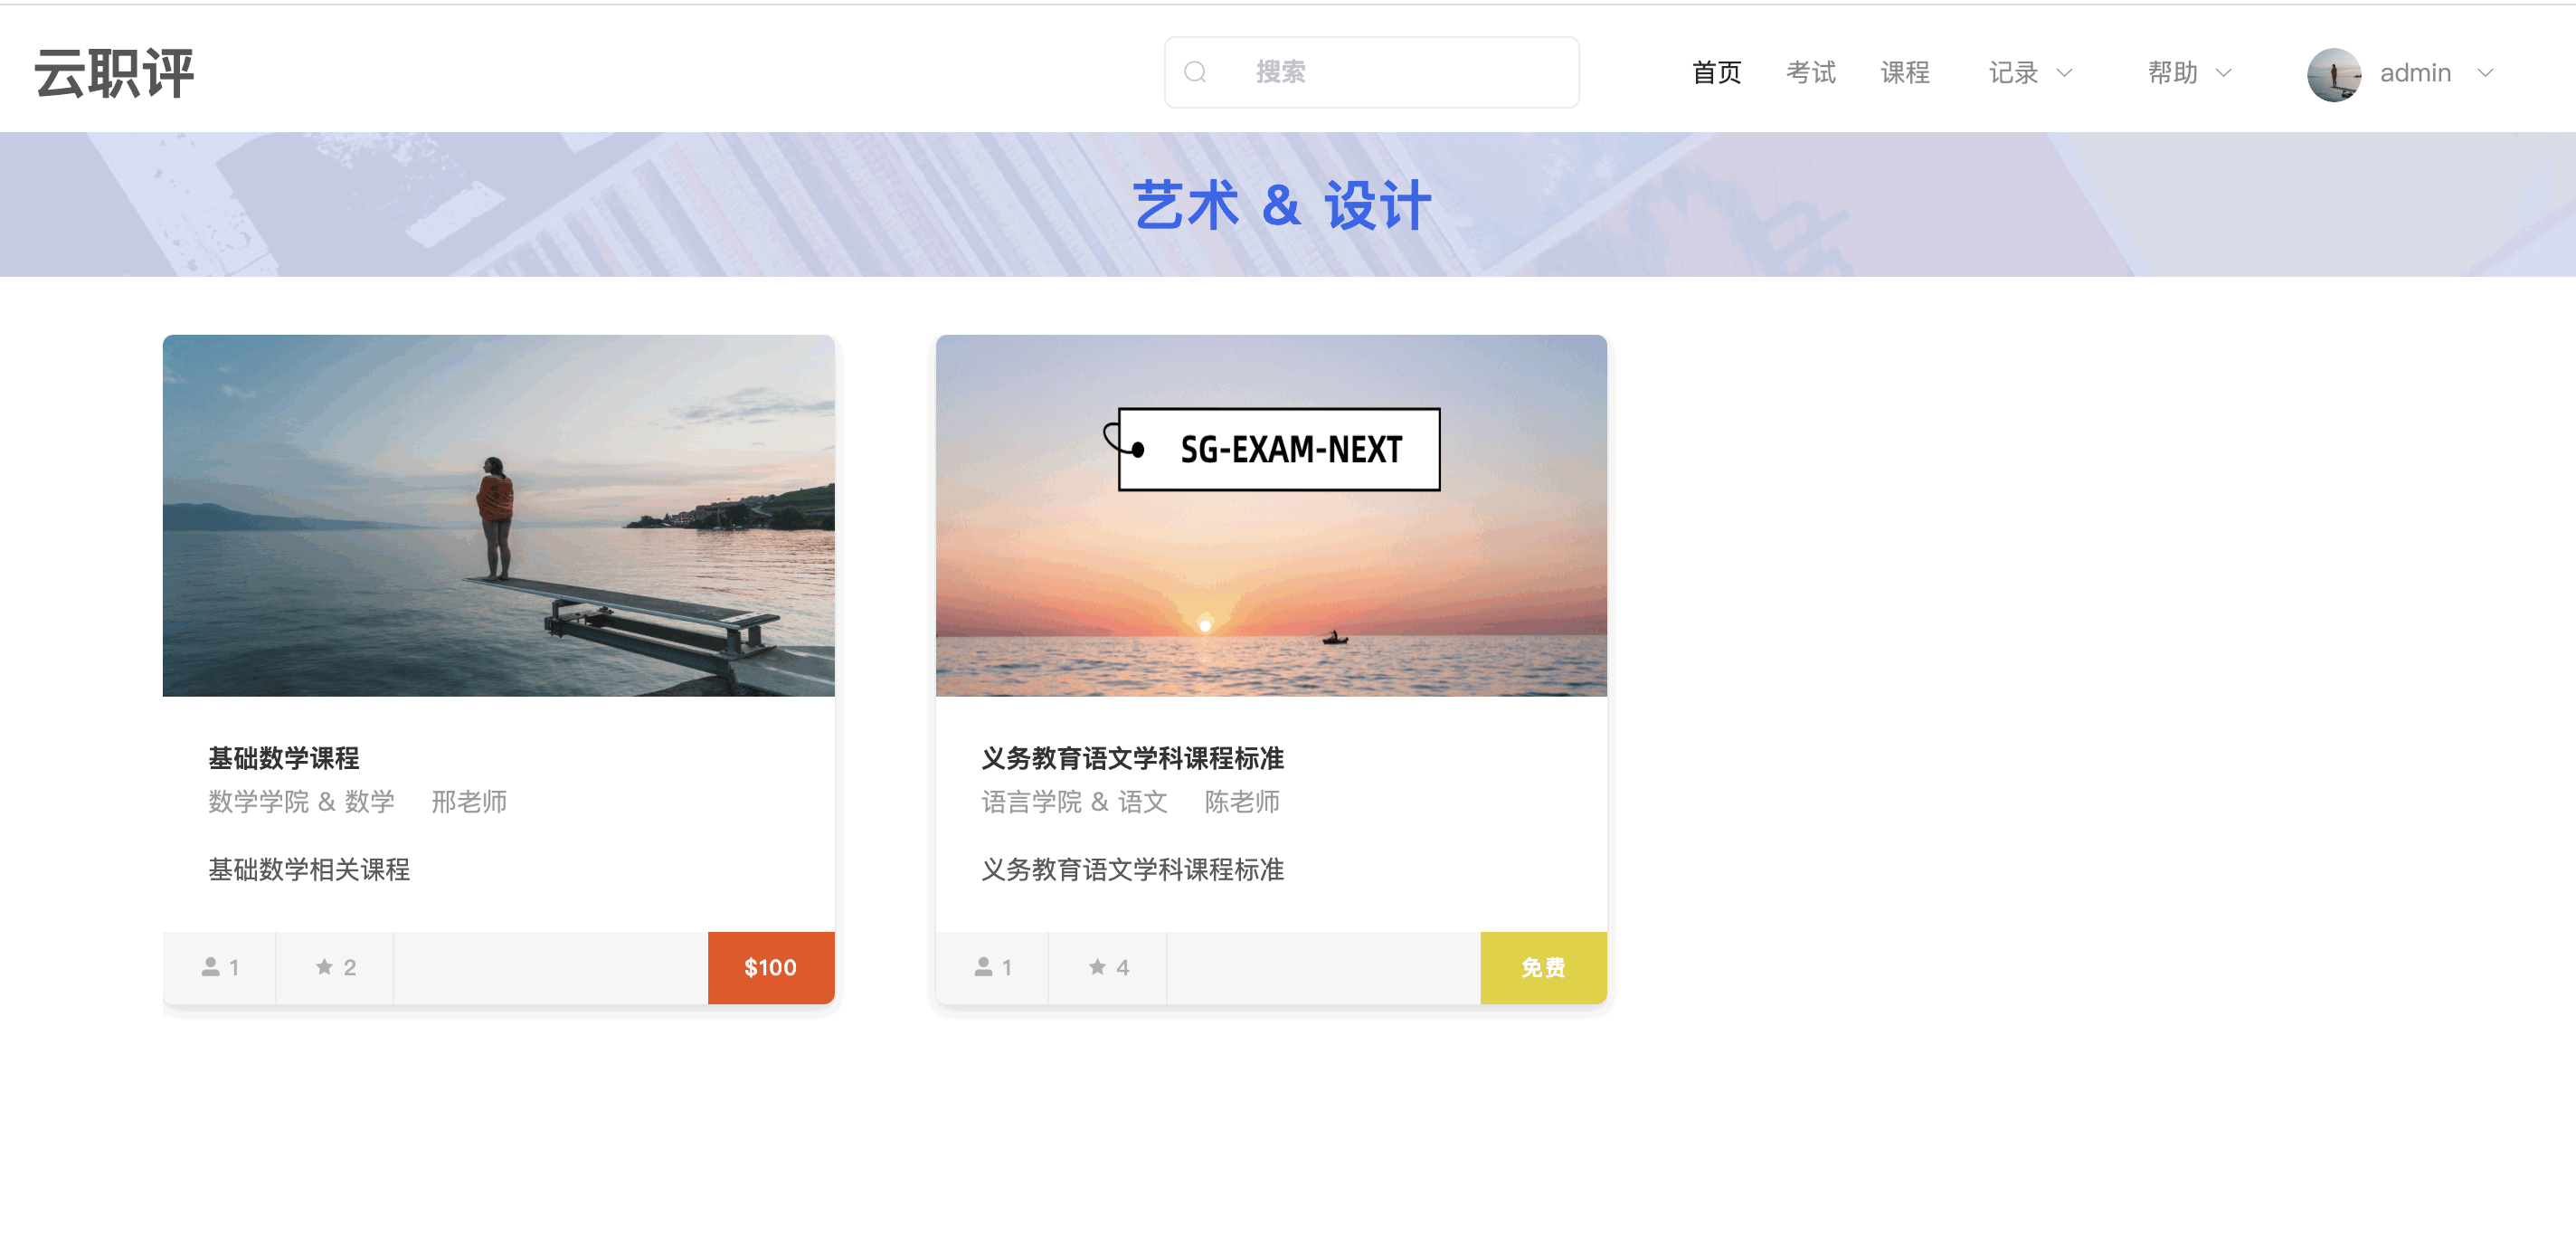 云职评
搜索
首页 考试 课程 记录 帮助 admin
艺术 & 设计
SG-EXAM-NEXT
基础数学课程
数学学院 & 数学 邢老师
基础数学相关课程
1 2 $100
义务教育语文学科课程标准
语言学院 & 语文 陈老师
义务教育语文学科课程标准
1 4 免费